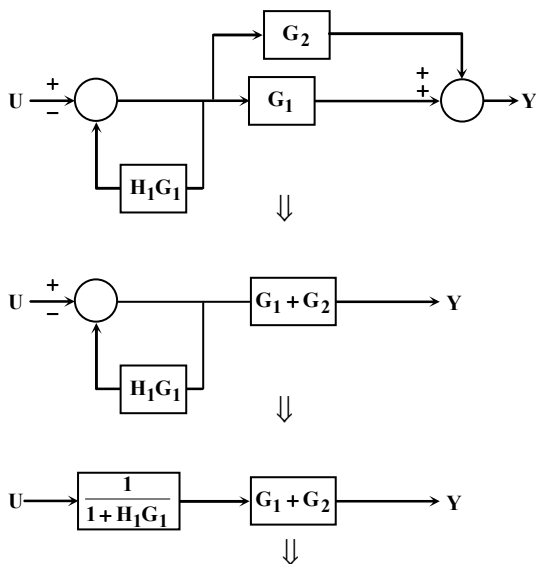 G₂
U + − G₁ + + Y
H₁G₁
⇓
U + − G₁ + G₂ Y
H₁G₁
⇓
U 1 / 1 + H₁G₁ G₁ + G₂ Y
⇓